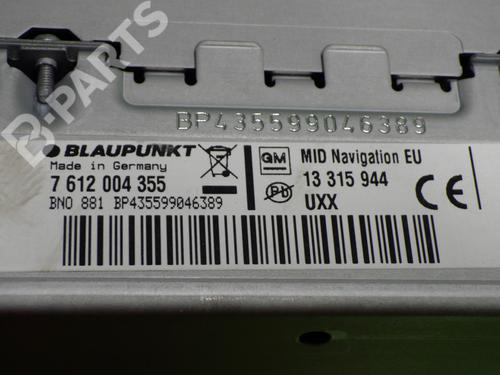 B-PARTS
BP435599046389
BLAUPUNKT
Made in Germany
7 612 004 355
BNO 881 BP435599046389
GM
Pb
MID Navigation EU
13 315 944
UXX
CE